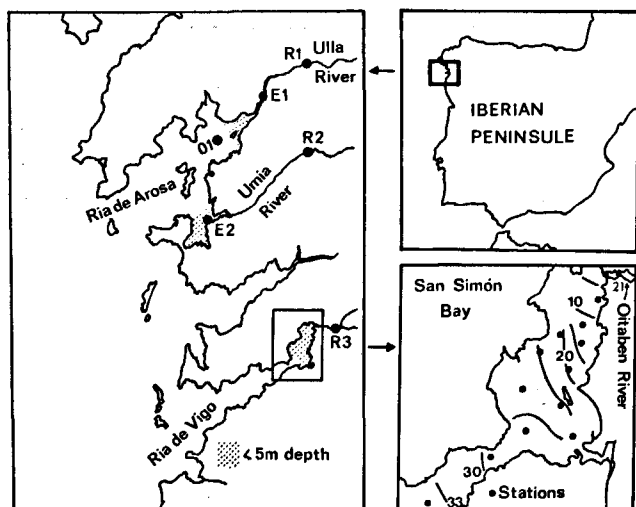 R1 Ulla
River
E1
01
R2
Ria de Arosa
Umia
River
E2
R3
Ria de Vigo
<5m depth
IBERIAN
PENINSULE
San Simón
Bay
21
10
Oitaben River
20
30
33
Stations